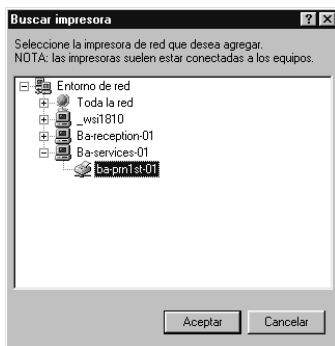 Buscar impresora
Seleccione la impresora de red que desea agregar.
NOTA: las impresoras suelen estar conectadas a los equipos.
Entorno de red
Toda la red
_wsi1810
Ba-reception-01
Ba-services-01
ba-prn1st-01
Aceptar
Cancelar